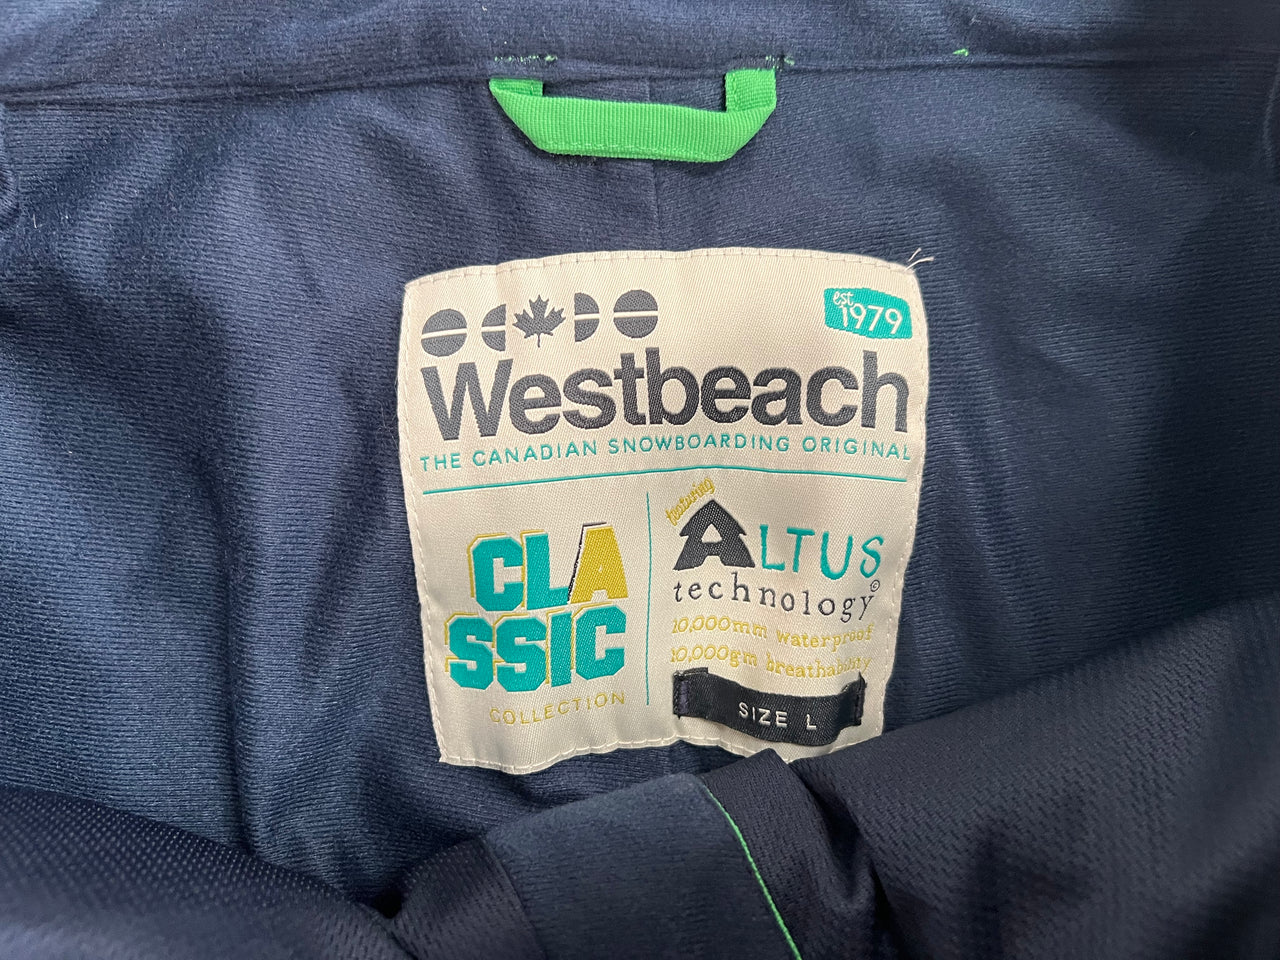 est
1979
Westbeach
THE CANADIAN SNOWBOARDING ORIGINAL
CLA
SSIC
COLLECTION
featuring
ALTUS
technology©
10,000mm waterproof
10,000gm breathability
SIZE L